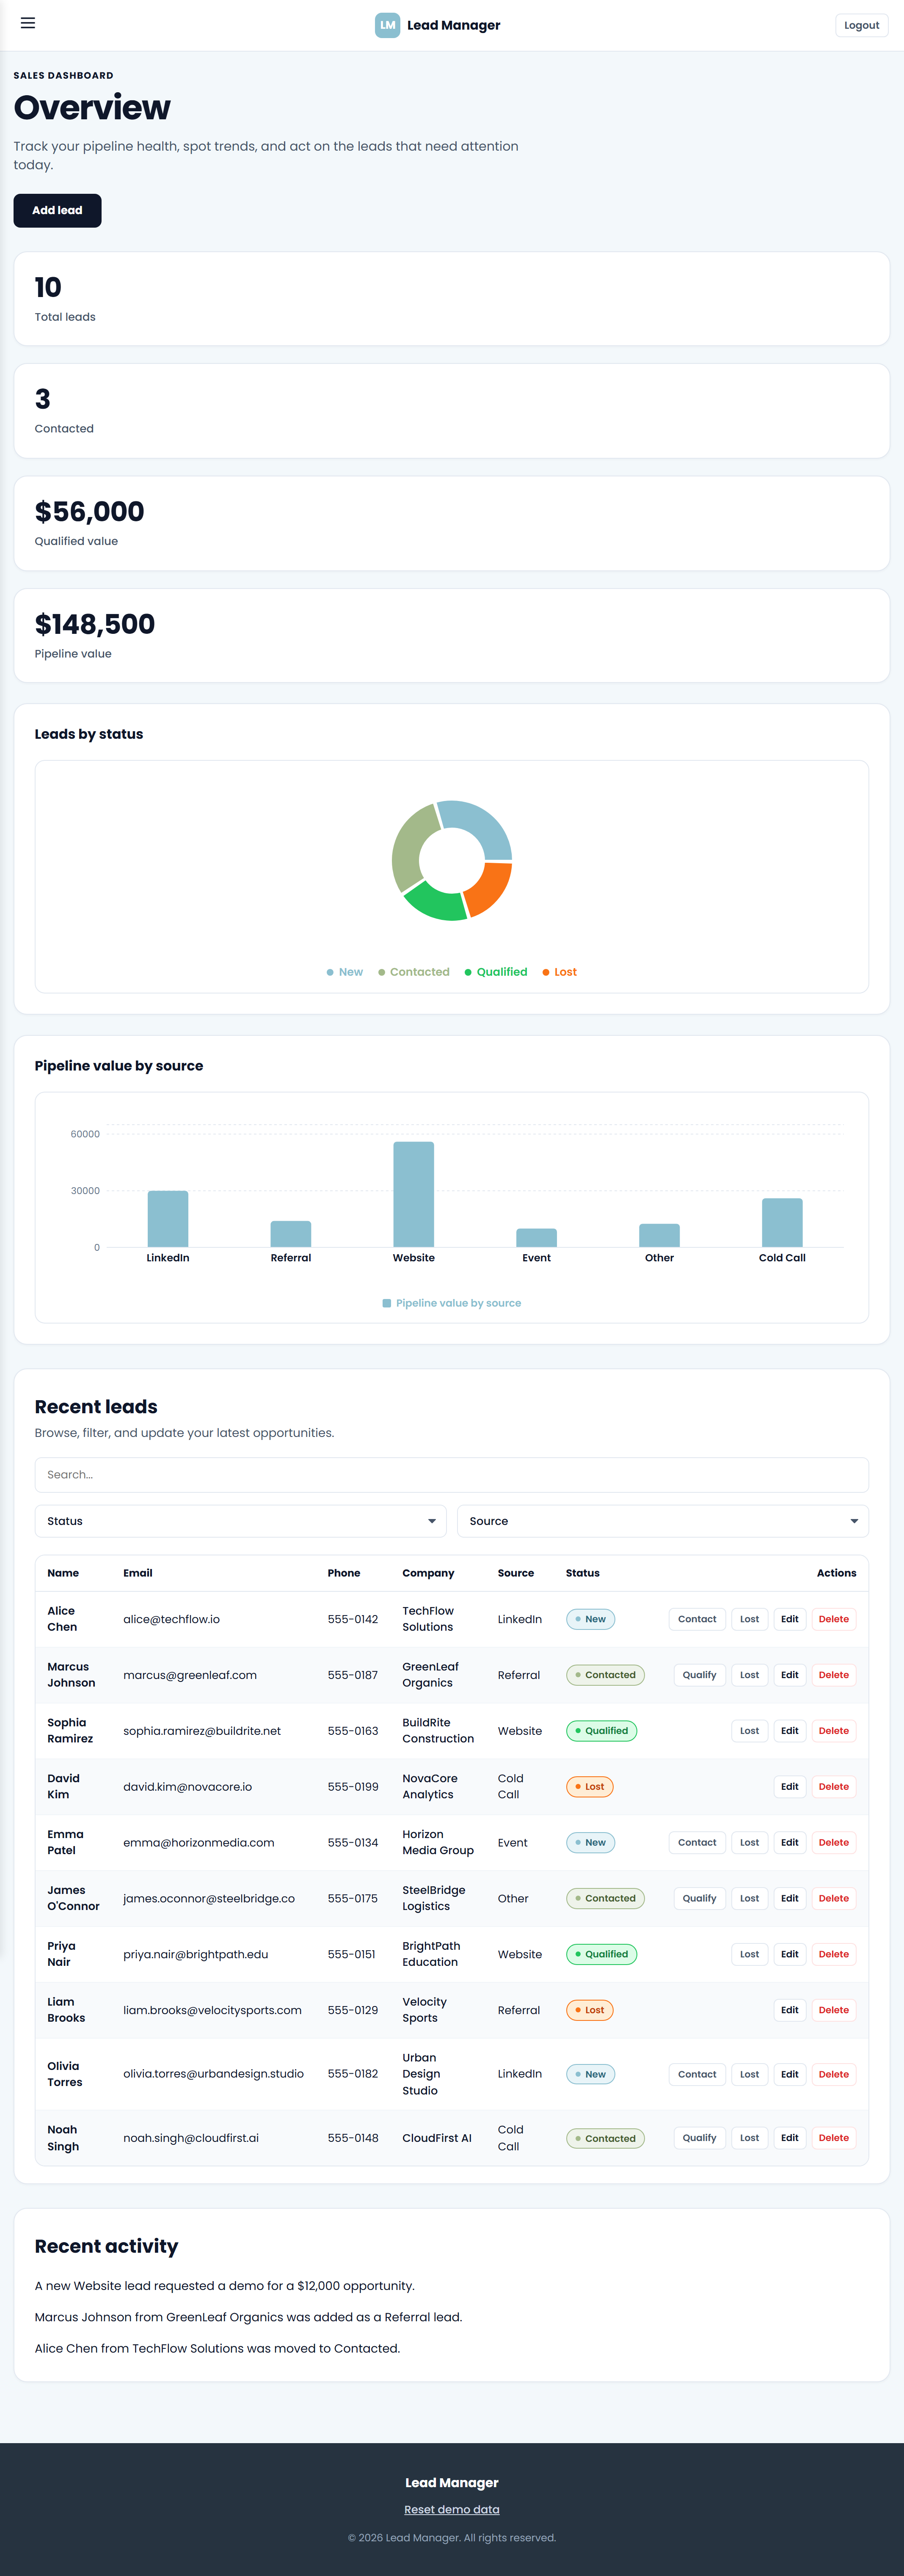 LM Lead Manager
Logout
SALES DASHBOARD
Overview
Track your pipeline health, spot trends, and act on the leads that need attention
today.
Add lead
10
Total leads
3
Contacted
$56,000
Qualified value
$148,500
Pipeline value
Leads by status
New Contacted Qualified Lost
Pipeline value by source
60000
30000
0
LinkedIn Referral Website Event Other Cold Call
Pipeline value by source
Recent leads
Browse, filter, and update your latest opportunities.
Search...
Status Source
Name Email Phone Company Source Status Actions
Alice
Chen
alice@techflow.io
555-0142
TechFlow
Solutions
LinkedIn
New
Contact Lost Edit Delete
Marcus
Johnson
marcus@greenleaf.com
555-0187
GreenLeaf
Organics
Referral
Contacted
Qualify Lost Edit Delete
Sophia
Ramirez
sophia.ramirez@buildrite.net
555-0163
BuildRite
Construction
Website
Qualified
Lost Edit Delete
David
Kim
david.kim@novacore.io
555-0199
NovaCore
Analytics
Cold
Call
Lost
Edit Delete
Emma
Patel
emma@horizonmedia.com
555-0134
Horizon
Media Group
Event
New
Contact Lost Edit Delete
James
O'Connor
james.oconnor@steelbridge.co
555-0175
SteelBridge
Logistics
Other
Contacted
Qualify Lost Edit Delete
Priya
Nair
priya.nair@brightpath.edu
555-0151
BrightPath
Education
Website
Qualified
Lost Edit Delete
Liam
Brooks
liam.brooks@velocitysports.com
555-0129
Velocity
Sports
Referral
Lost
Edit Delete
Olivia
Torres
olivia.torres@urbandesign.studio
555-0182
Urban
Design
Studio
LinkedIn
New
Contact Lost Edit Delete
Noah
Singh
noah.singh@cloudfirst.ai
555-0148
CloudFirst AI
Cold
Call
Contacted
Qualify Lost Edit Delete
Recent activity
A new Website lead requested a demo for a $12,000 opportunity.
Marcus Johnson from GreenLeaf Organics was added as a Referral lead.
Alice Chen from TechFlow Solutions was moved to Contacted.
Lead Manager
Reset demo data
© 2026 Lead Manager. All rights reserved.